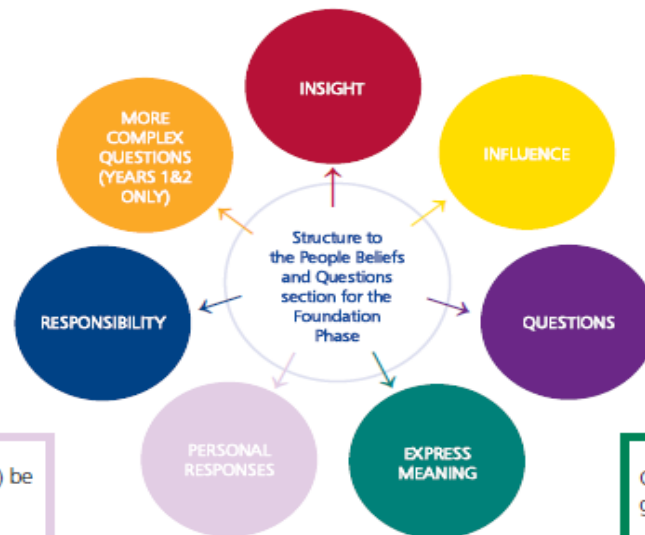 INSIGHT
MORE
COMPLEX
QUESTIONS
(YEARS 1&2
ONLY)
INFLUENCE
Structure to
the People Beliefs
and Questions
section for the
Foundation
Phase
RESPONSIBILITY
QUESTIONS
PERSONAL
RESPONSES
EXPRESS
MEANING
) be